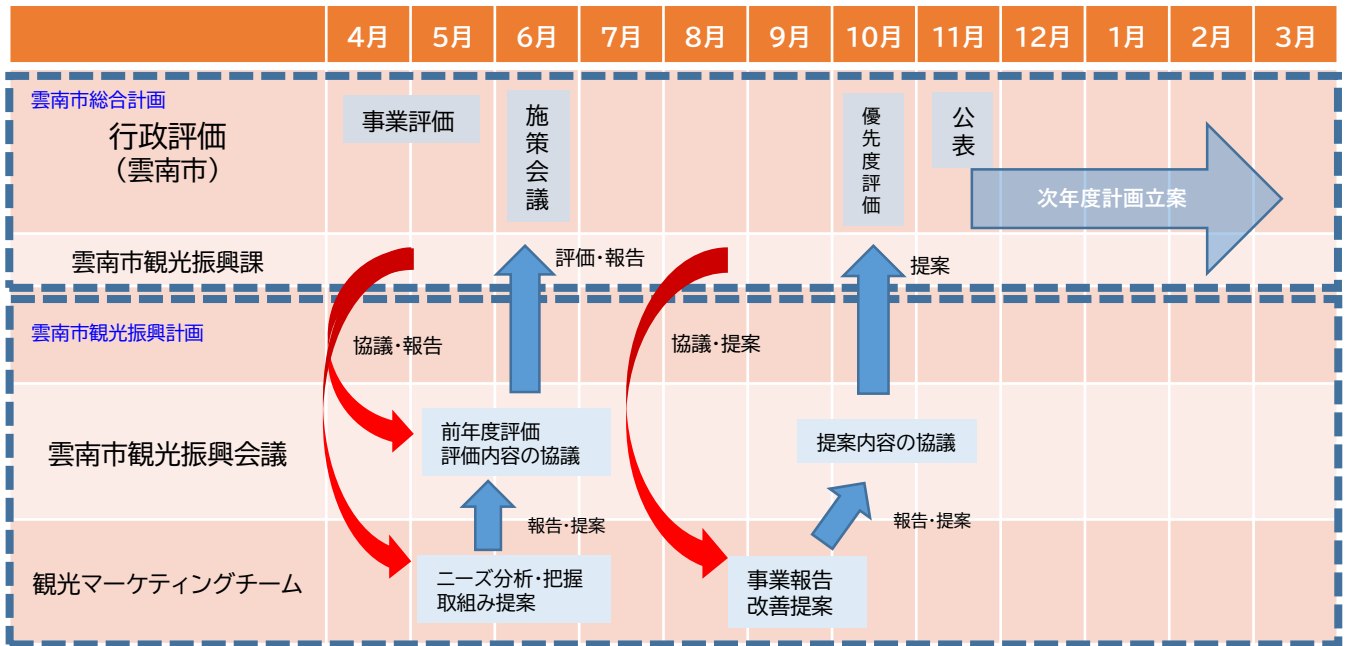 4月 5月 6月 7月 8月 9月 10月 11月 12月 1月 2月 3月
雲南市総合計画
行政評価
（雲南市）
事業評価
施策会議
優先度評価
公表
次年度計画立案
雲南市観光振興課
評価・報告
提案
雲南市観光振興計画
協議・報告
協議・提案
雲南市観光振興会議
前年度評価
評価内容の協議
提案内容の協議
報告・提案
報告・提案
観光マーケティングチーム
ニーズ分析・把握
取組み提案
事業報告
改善提案